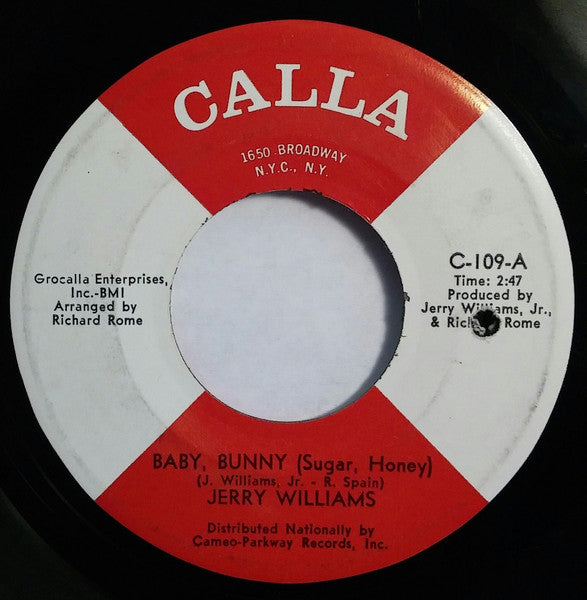 CALLA
1650 BROADWAY
N.Y.C., N.Y.
Grocalla Enterprises,
Inc.-BMI
Arranged by
Richard Rome
C-109-A
Time: 2:47
Produced by
Jerry Williams, Jr.,
& Rome
BABY, BUNNY (Sugar, Honey)
(J. Williams, Jr. - R. Spain)
JERRY WILLIAMS
Distributed Nationally by
Cameo-Parkway Records, Inc.